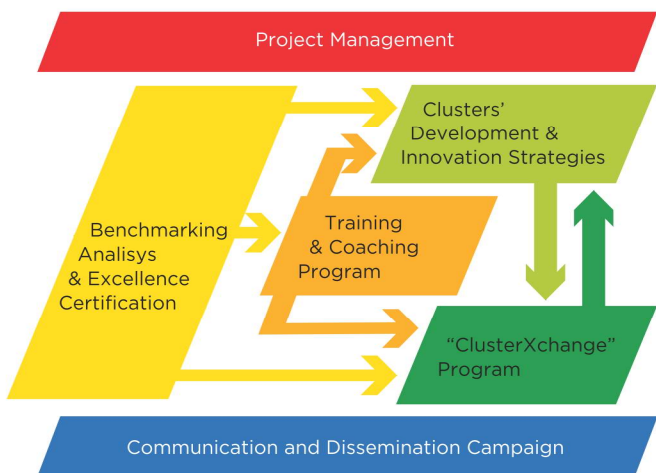 Project Management
Clusters’
Development &
Innovation Strategies
Benchmarking
Analisys
& Excellence
Certification
Training
& Coaching
Program
“ClusterXchange”
Program
Communication and Dissemination Campaign